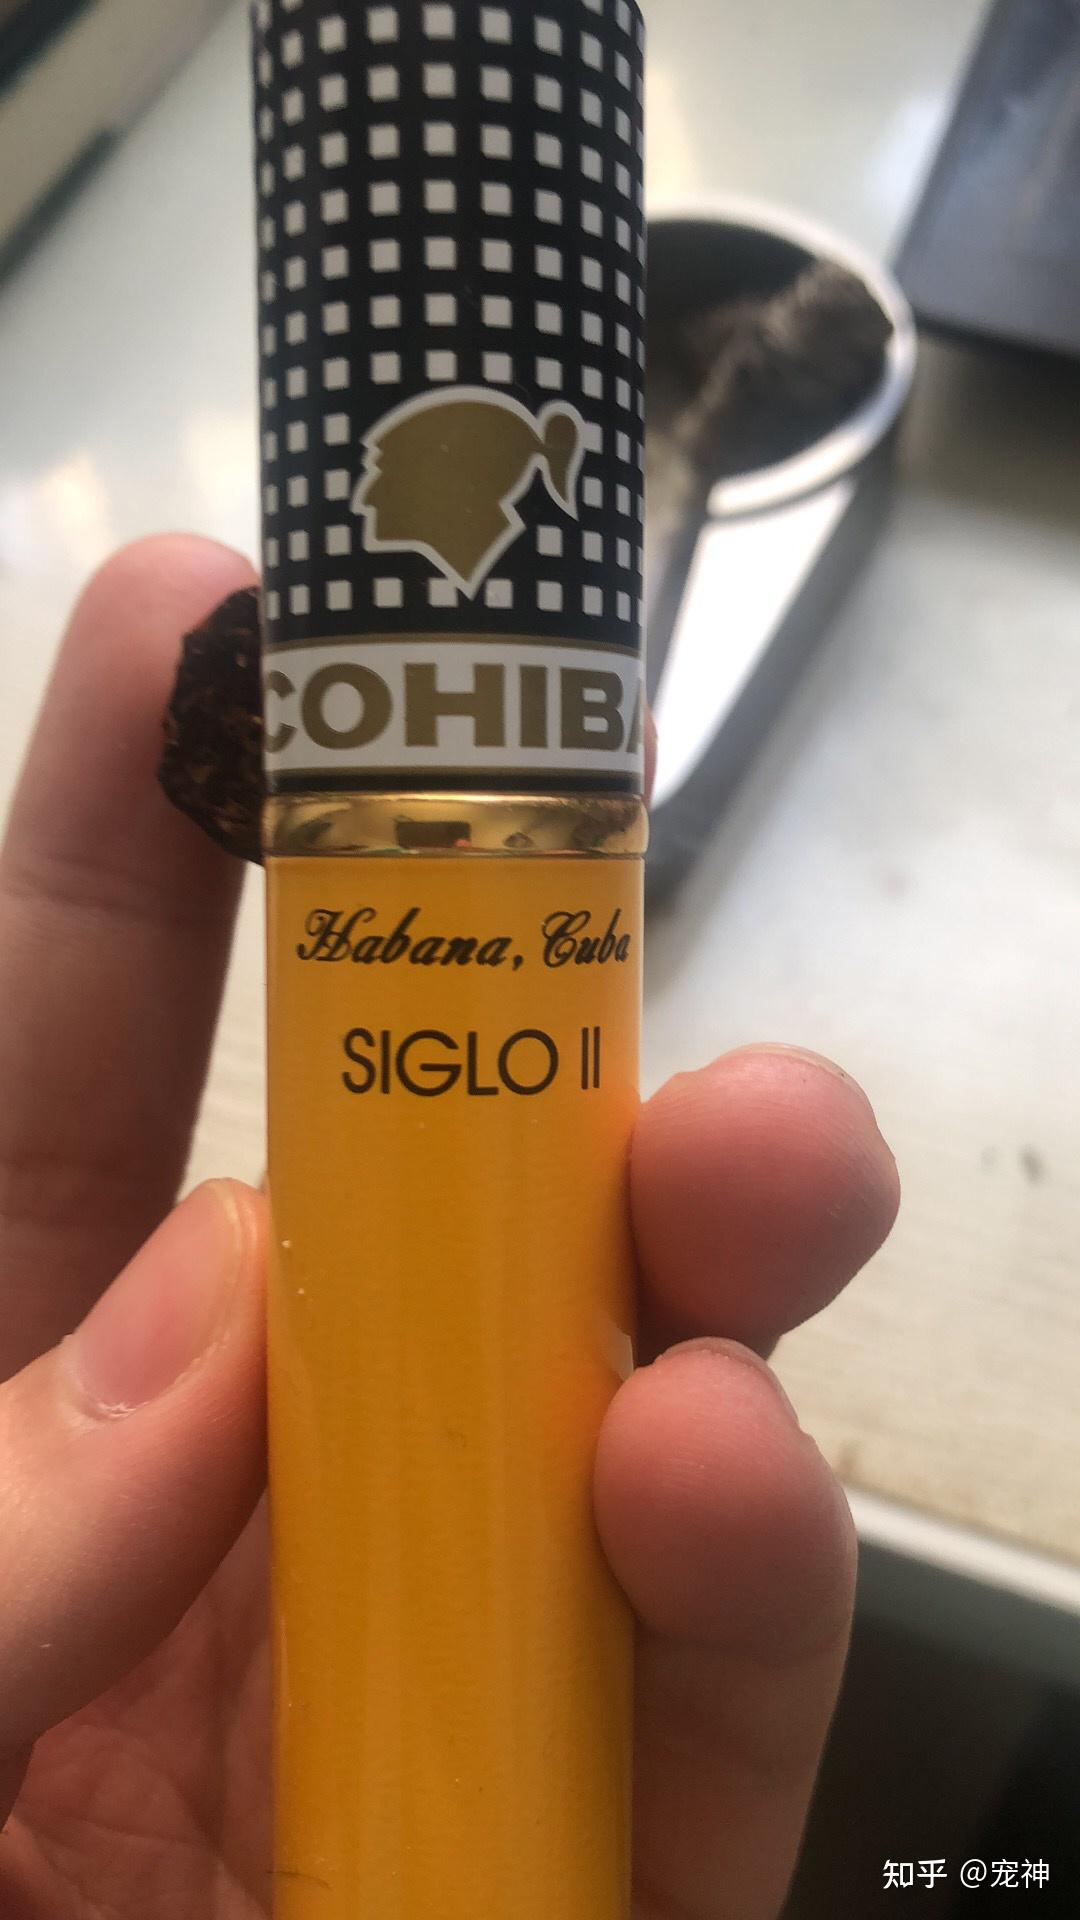 COHIBA
Habana, Cuba
SIGLO II
知乎 @宠神